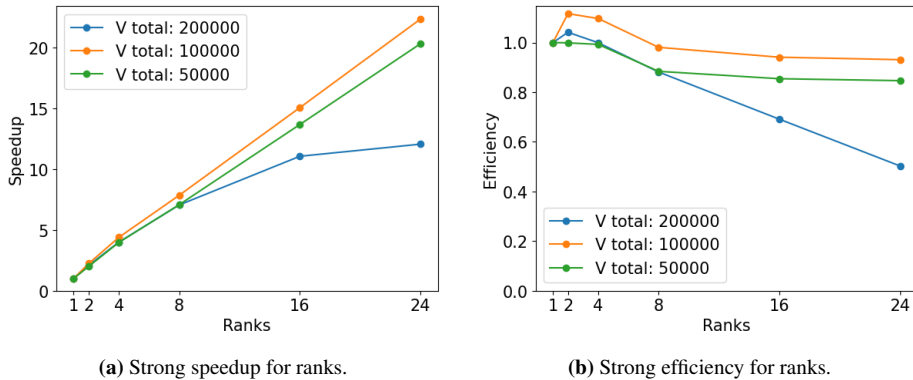 V total: 200000
V total: 100000
V total: 50000
20
15
10
5
0
Speedup
1 2 4 8 16 24
Ranks
(a) Strong speedup for ranks.
1.0
0.8
0.6
0.4
0.2
0.0
Efficiency
V total: 200000
V total: 100000
V total: 50000
1 2 4 8 16 24
Ranks
(b) Strong efficiency for ranks.